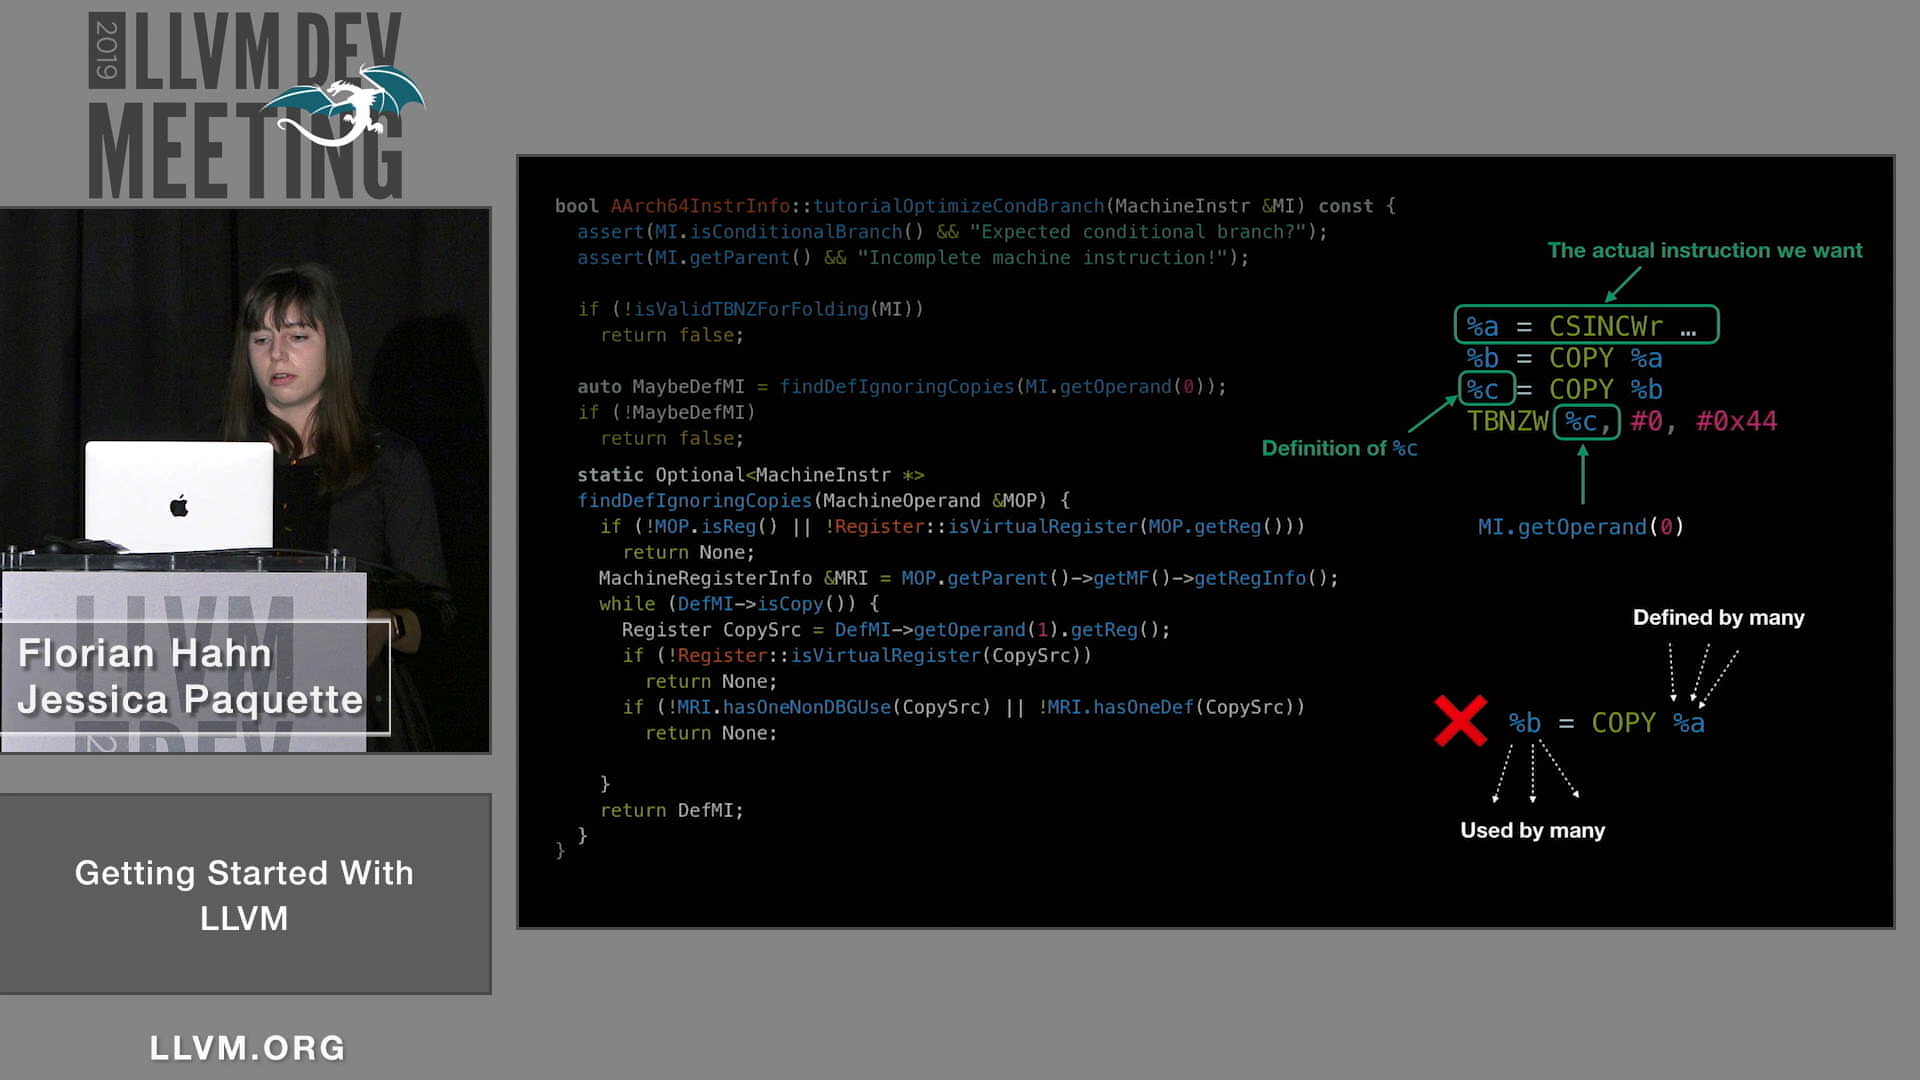 2019
LLVM DEV
MEETING
bool AArch64InstrInfo::tutorialOptimizeCondBranch(MachineInstr &MI) const {
assert(MI.isConditionalBranch() && "Expected conditional branch?");
assert(MI.getParent() && "Incomplete machine instruction!");
if (!isValidTBNZForFolding(MI))
return false;
auto MaybeDefMI = findDefIgnoringCopies(MI.getOperand(0));
if (!MaybeDefMI)
return false;
static Optional<MachineInstr *>
findDefIgnoringCopies(MachineOperand &MOP) {
if (!MOP.isReg() || !Register::isVirtualRegister(MOP.getReg()))
return None;
MachineRegisterInfo &MRI = MOP.getParent()->getMF()->getRegInfo();
while (DefMI->isCopy()) {
Register CopySrc = DefMI->getOperand(1).getReg();
if (!Register::isVirtualRegister(CopySrc))
return None;
if (!MRI.hasOneNonDBGUse(CopySrc) || !MRI.hasOneDef(CopySrc))
return None;
}
return DefMI;
}
}
The actual instruction we want
%a = CSINCWr …
%b = COPY %a
%c = COPY %b
TBNZW %c, #0, #0x44
Definition of %c
MI.getOperand(0)
Defined by many
%b = COPY %a
Used by many
LLVM
DEV
2
Florian Hahn
Jessica Paquette
Getting Started With
LLVM
LLVM.ORG